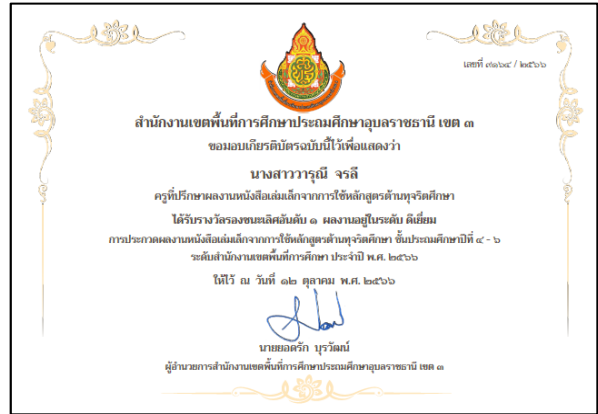 เลขที่ ๓๑๖๔ / ๒๕๖๖
สำนักงานเขตพื้นที่การศึกษาประถมศึกษาอุบลราชธานี เขต ๓
ขอมอบเกียรติบัตรฉบับนี้ไว้เพื่อแสดงว่า
นางสาววารุณี จรลี
ครูที่ปรึกษาผลงานหนังสือเล่มเล็กจากการใช้หลักสูตรต้านทุจริตศึกษา
ได้รับรางวัลรองชนะเลิศอันดับ ๑ ผลงานอยู่ในระดับ ดีเยี่ยม
การประกวดผลงานหนังสือเล่มเล็กจากการใช้หลักสูตรต้านทุจริตศึกษา ชั้นประถมศึกษาปีที่ ๔ - ๖
ระดับสำนักงานเขตพื้นที่การศึกษา ประจำปี พ.ศ. ๒๕๖๖
ให้ไว้ ณ วันที่ ๑๒ ตุลาคม พ.ศ. ๒๕๖๖
นายยอดรัก บุรวัฒน์
ผู้อำนวยการสำนักงานเขตพื้นที่การศึกษาประถมศึกษาอุบลราชธานี เขต ๓